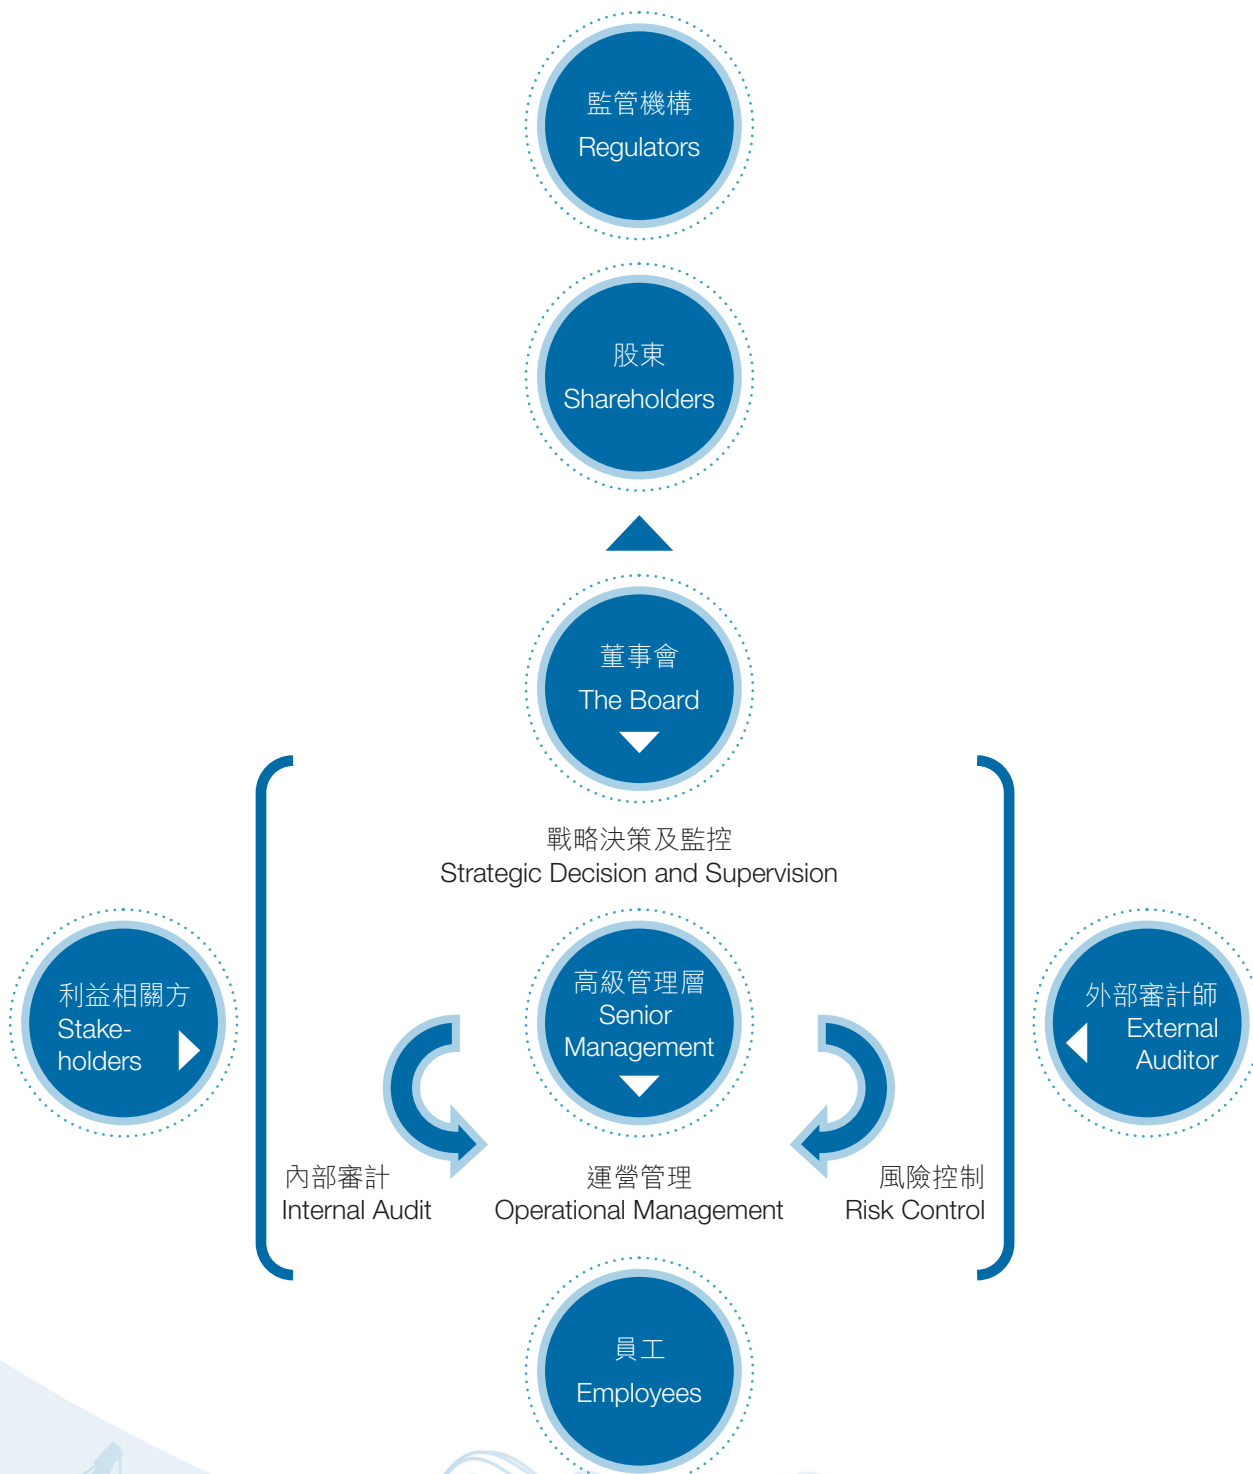 監管機構
Regulators
股東
Shareholders
董事會
The Board
戰略決策及監控
Strategic Decision and Supervision
利益相關方
Stake-
holders
高級管理層
Senior
Management
外部審計師
External
Auditor
內部審計
Internal Audit
運營管理
Operational Management
風險控制
Risk Control
員工
Employees